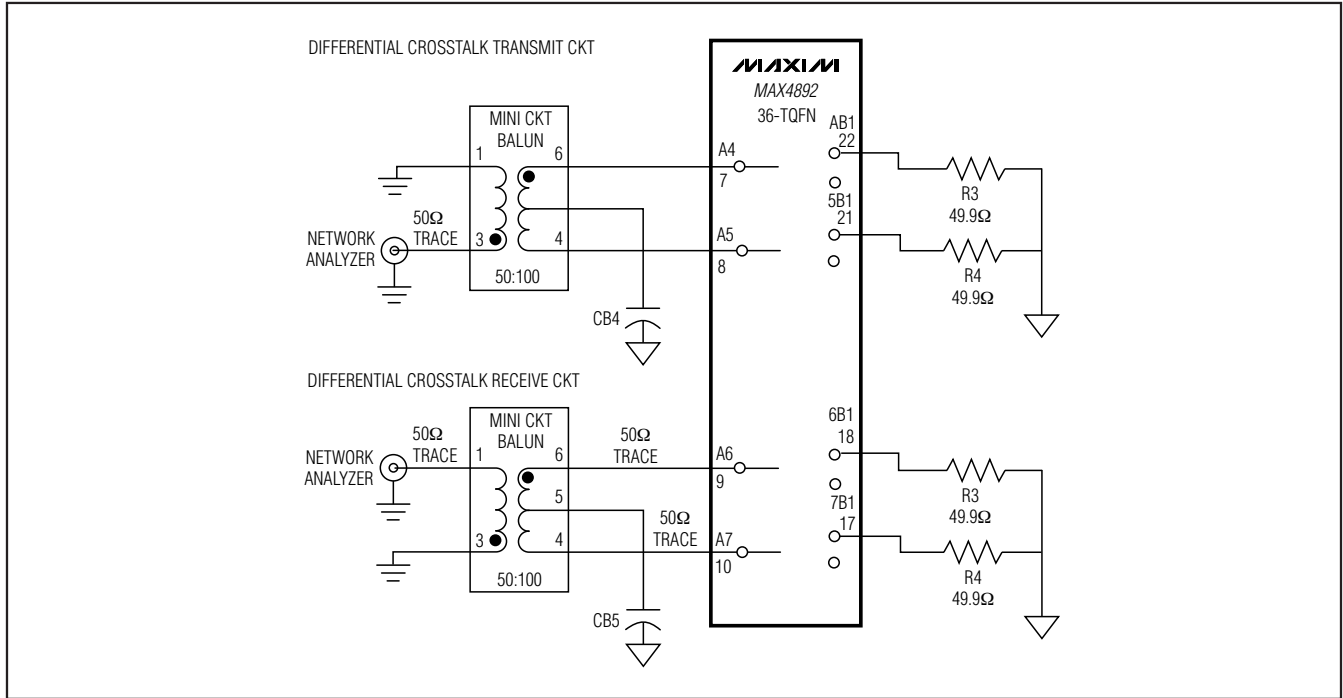 DIFFERENTIAL CROSSTALK TRANSMIT CKT
MAXIM
MAX4892
36-TQFN
MINI CKT
BALUN
1
6
50Ω
TRACE
3
4
50:100
NETWORK
ANALYZER
CB4
A4
7
A5
8
AB1
22
5B1
21
R3
49.9Ω
R4
49.9Ω
DIFFERENTIAL CROSSTALK RECEIVE CKT
MINI CKT
BALUN
50Ω
TRACE
1
6
50Ω
TRACE
NETWORK
ANALYZER
5
3
4
50Ω
TRACE
50:100
CB5
A6
9
A7
10
6B1
18
7B1
17
R3
49.9Ω
R4
49.9Ω